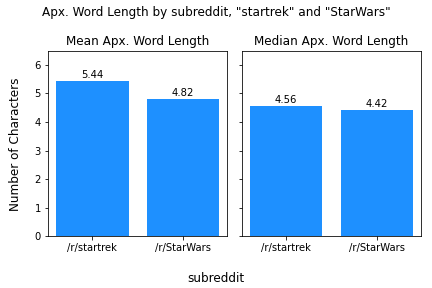 Apx. Word Length by subreddit, "startrek" and "StarWars"
Mean Apx. Word Length
Median Apx. Word Length
Number of Characters
6
5
4
3
2
1
0
5.44
4.82
4.56
4.42
/r/startrek
/r/StarWars
/r/startrek
/r/StarWars
subreddit